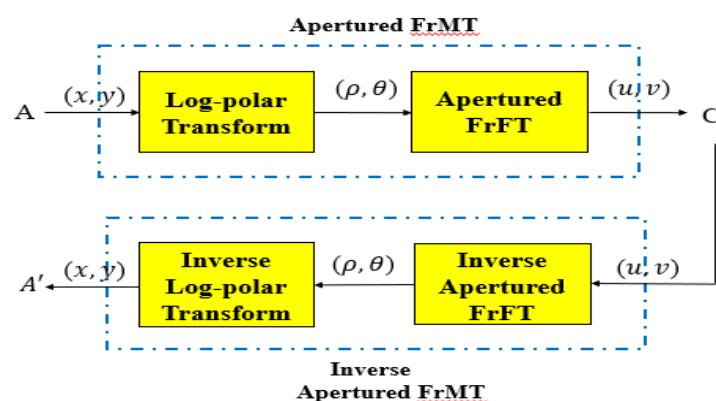 Apertured FrMT
A
(x, y)
Log-polar
Transform
(ρ, θ)
Apertured
FrFT
(u, v)
C
A′
(x, y)
Inverse
Log-polar
Transform
(ρ, θ)
Inverse
Apertured
FrFT
(u, v)
Inverse
Apertured FrMT